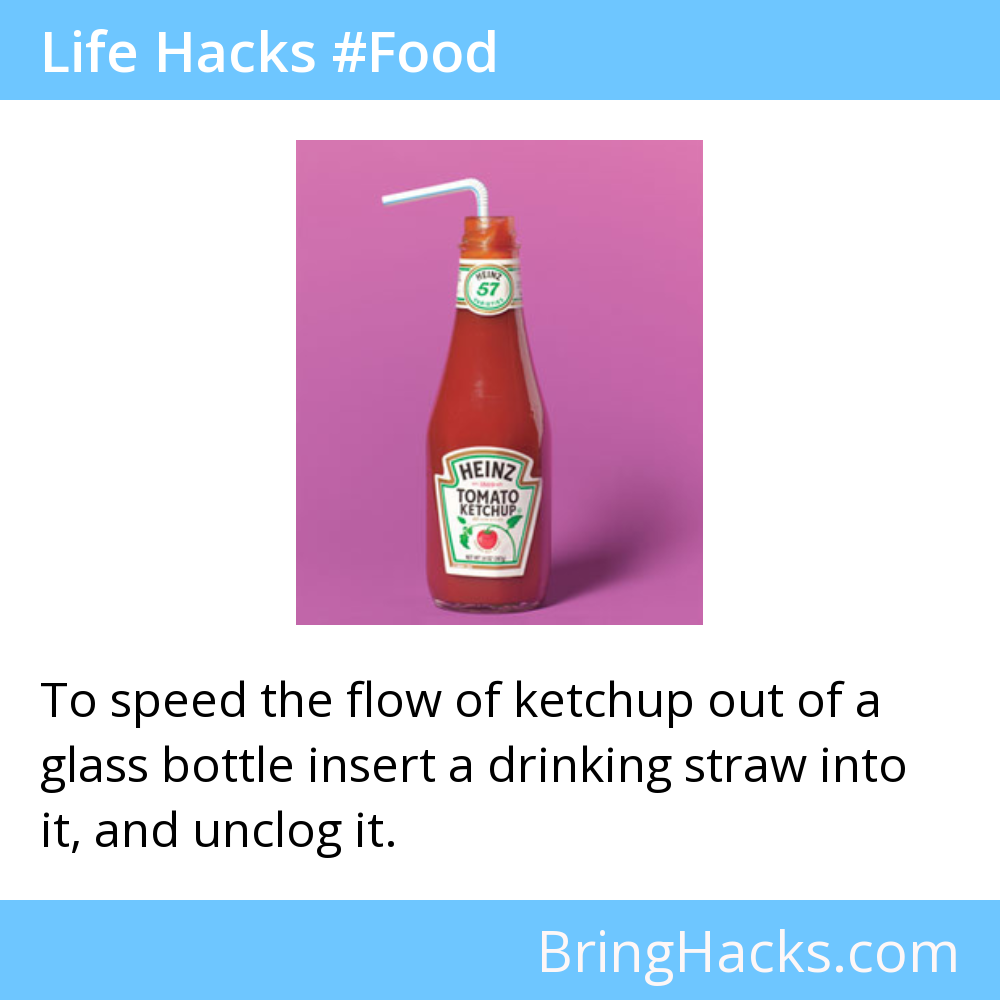 Life Hacks #Food
HEINZ
57
HEINZ
TOMATO
KETCHUP
To speed the flow of ketchup out of a
glass bottle insert a drinking straw into
it, and unclog it.
BringHacks.com